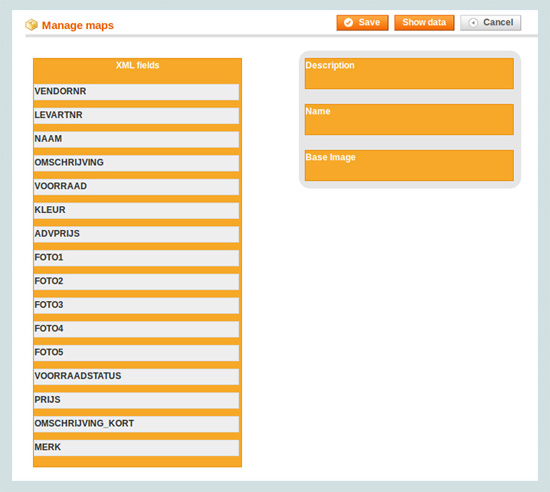 Manage maps
Save
Show data
Cancel
XML fields
VENDORNR
LEVARTNR
NAAM
OMSCHRIJVING
VOORRAAD
KLEUR
ADVPRIJS
FOTO1
FOTO2
FOTO3
FOTO4
FOTO5
VOORRAADSTATUS
PRIJS
OMSCHRIJVING_KORT
MERK
Description
Name
Base Image